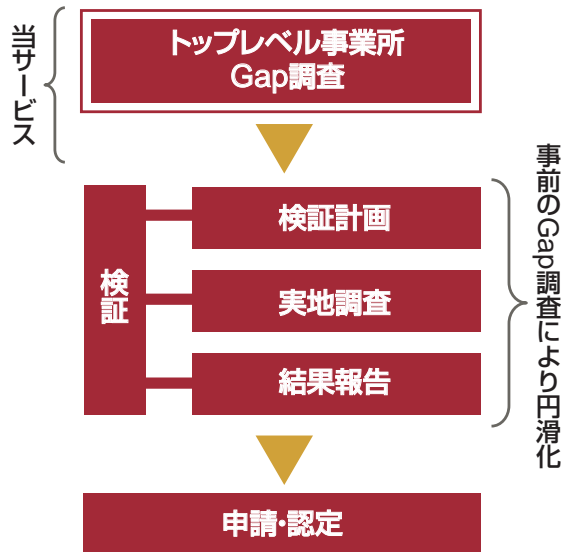 当サービス
トップレベル事業所
Gap調査
検証
検証計画
実地調査
結果報告
事前のGap調査により円滑化
申請・認定